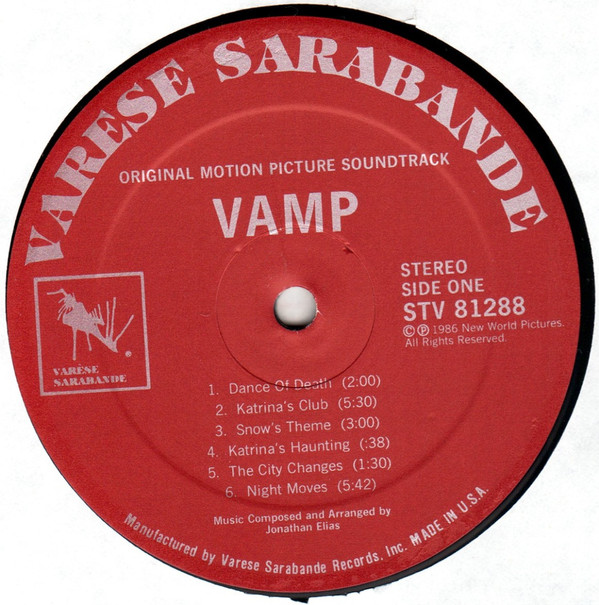 VARESE SARABANDE
ORIGINAL MOTION PICTURE SOUNDTRACK
VAMP
STEREO
SIDE ONE
STV 81288
© ℗ 1986 New World Pictures.
All Rights Reserved.
VARÈSE
SARABANDE
1. Dance Of Death (2:00)
2. Katrina's Club (5:30)
3. Snow's Theme (3:00)
4. Katrina's Haunting (:38)
5. The City Changes (1:30)
6. Night Moves (5:42)
Music Composed and Arranged by
Jonathan Elias
Manufactured by Varese Sarabande Records, Inc. MADE IN U.S.A.